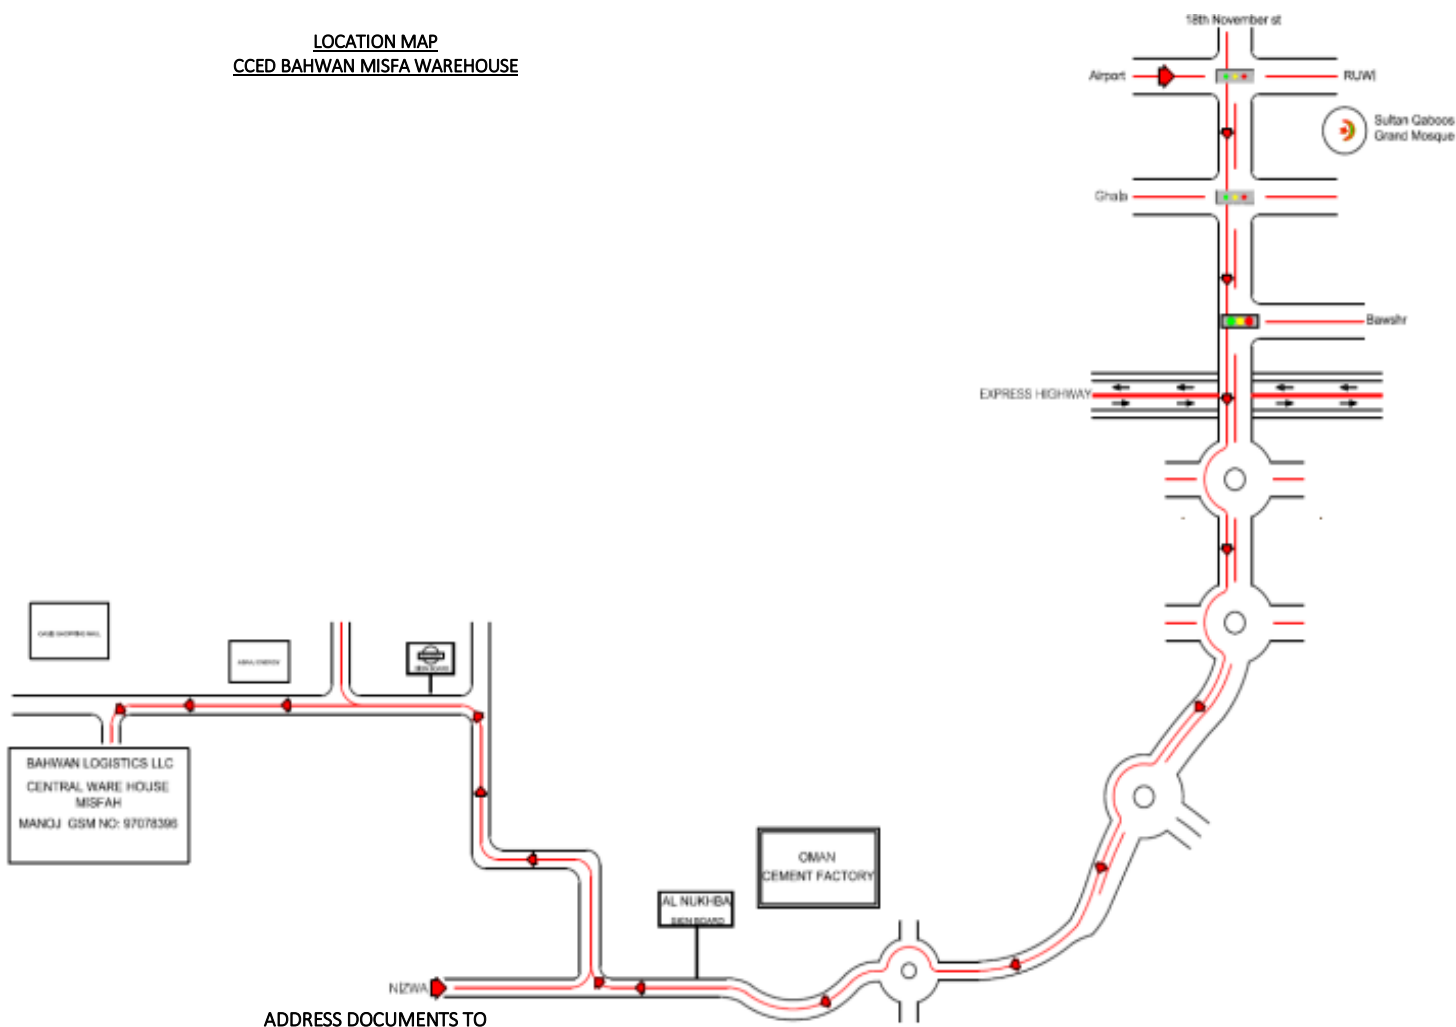 18th November st
LOCATION MAP
CCED BAHWAN MISFA WAREHOUSE
Airport
RUWI
Sultan Qaboos
Grand Mosque
Ghala
Bawshr
EXPRESS HIGHWAY
SIGN BOARD
BAHWAN LOGISTICS LLC
CENTRAL WARE HOUSE
MISFAH
MANOJ GSM NO: 97078396
OMAN
CEMENT FACTORY
AL NUKHBA
SIGN BOARD
NIZWA
ADDRESS DOCUMENTS TO